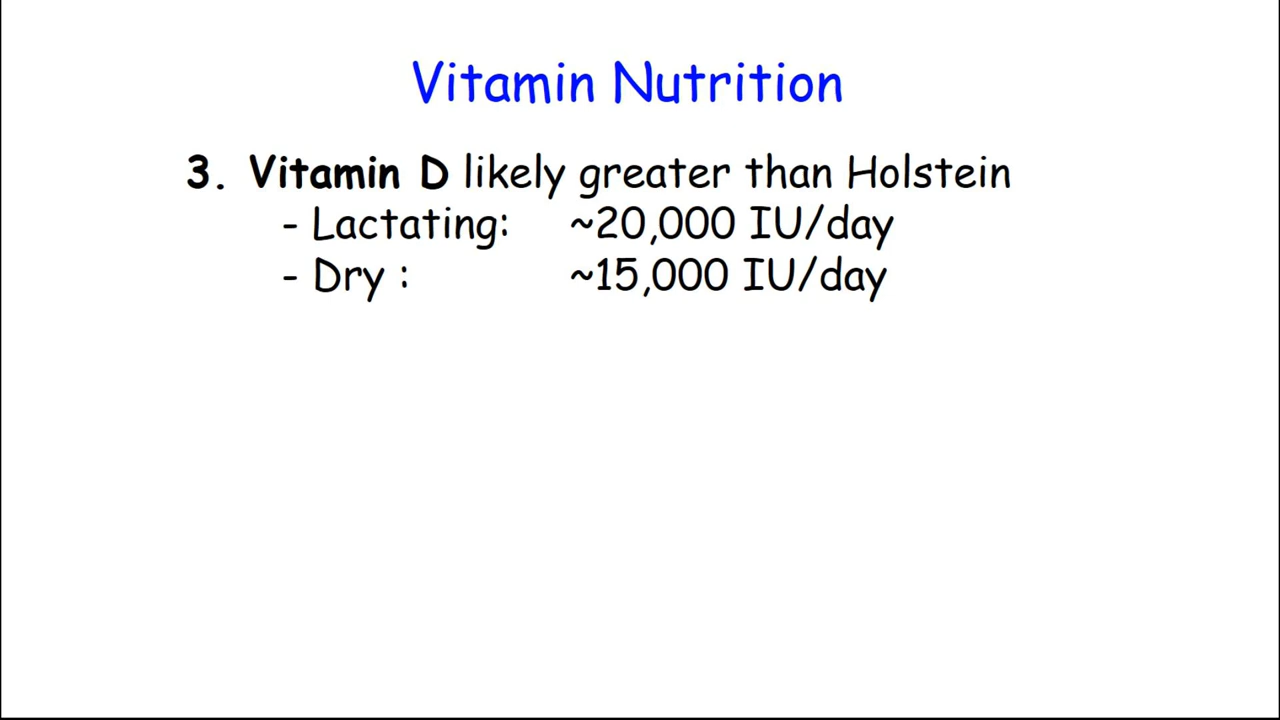 Vitamin Nutrition
3. Vitamin D likely greater than Holstein
- Lactating: ~20,000 IU/day
- Dry : ~15,000 IU/day